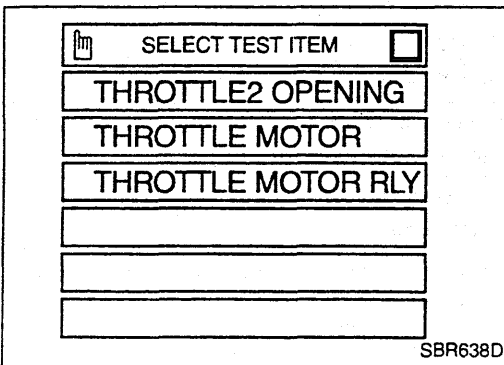 SELECT TEST ITEM
THROTTLE2 OPENING
THROTTLE MOTOR
THROTTLE MOTOR RLY
SBR638D